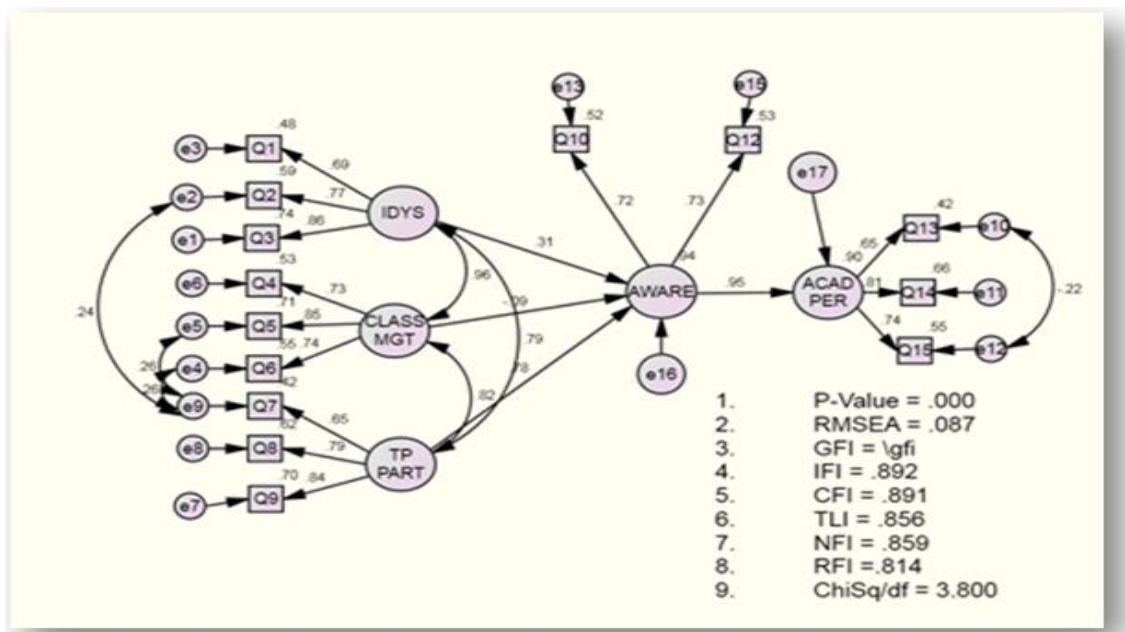 e13
e15
.52
.53
Q10
Q12
.48
e3
Q1
.69
.59
e2
Q2
.77
IDYS
e17
.74
.86
e1
Q3
.72
.73
.42
Q13
e10
.65
.31
.53
e6
Q4
.73
.96
.94
.90
.71
AWARE
.95
ACAD
PER
.81
.66
Q14
e11
-.22
.24
e5
Q5
.85
CLASS
MGT
-.09
.74
.55
Q15
e12
.55
.74
.79
.26
e4
Q6
.78
e16
.42
.26
e9
Q7
.82
.65
.62
e8
Q8
.79
TP
PART
.70
.84
e7
Q9
1. P-Value = .000
2. RMSEA = .087
3. GFI = \gfi
4. IFI = .892
5. CFI = .891
6. TLI = .856
7. NFI = .859
8. RFI =.814
9. ChiSq/df = 3.800